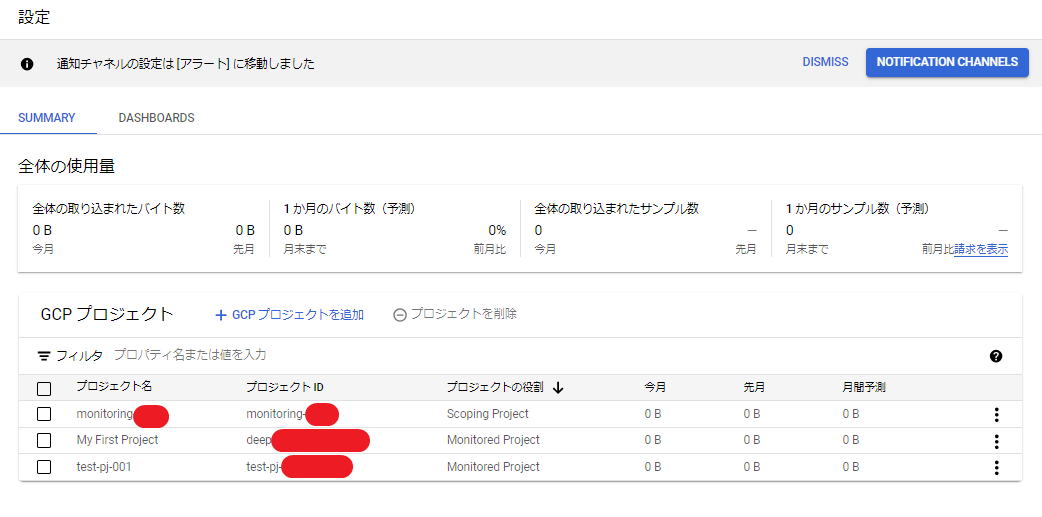 設定
通知チャネルの設定は [アラート] に移動しました DISMISS NOTIFICATION CHANNELS
SUMMARY DASHBOARDS
全体の使用量
全体の取り込まれたバイト数 1 か月のバイト数（予測） 全体の取り込まれたサンプル数 1 か月のサンプル数（予測）
0 B 0 B 0 B 0% 0 — 0 —
今月 先月 月末まで 前月比 今月 先月 月末まで 前月比請求を表示
GCP プロジェクト + GCP プロジェクトを追加 プロジェクトを削除
フィルタ プロパティ名または値を入力
プロジェクト名 プロジェクト ID プロジェクトの役割 今月 先月 月間予測
monitoring monitoring- Scoping Project 0 B 0 B 0 B
My First Project deep Monitored Project 0 B 0 B 0 B
test-pj-001 test-pj- Monitored Project 0 B 0 B 0 B